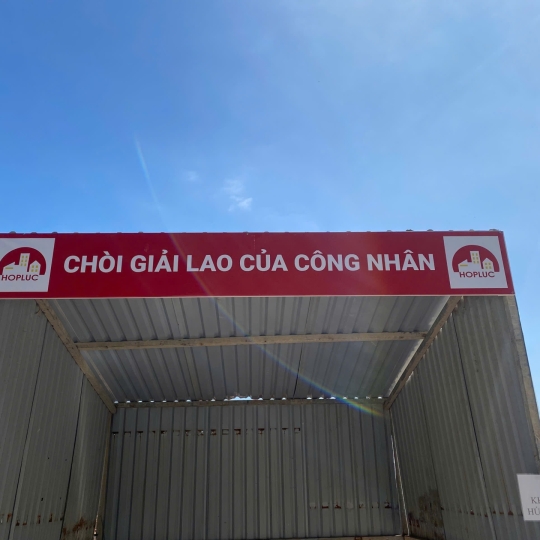 HOPLUC
CHÒI GIẢI LAO CỦA CÔNG NHÂN
HOPLUC